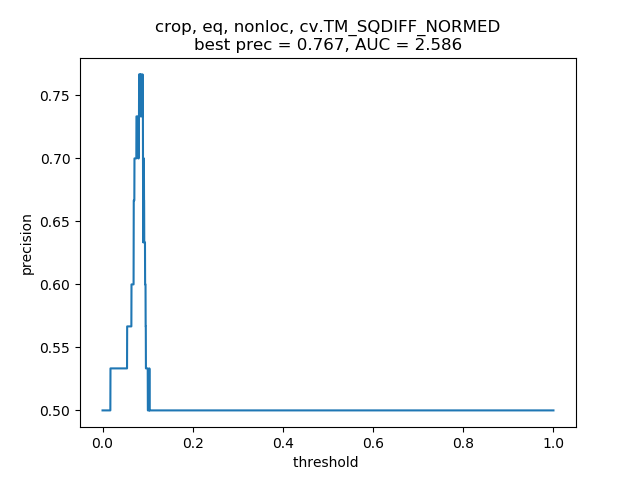 crop, eq, nonloc, cv.TM_SQDIFF_NORMED
best prec = 0.767, AUC = 2.586
0.75
0.70
0.65
0.60
0.55
0.50
precision
0.0 0.2 0.4 0.6 0.8 1.0
threshold